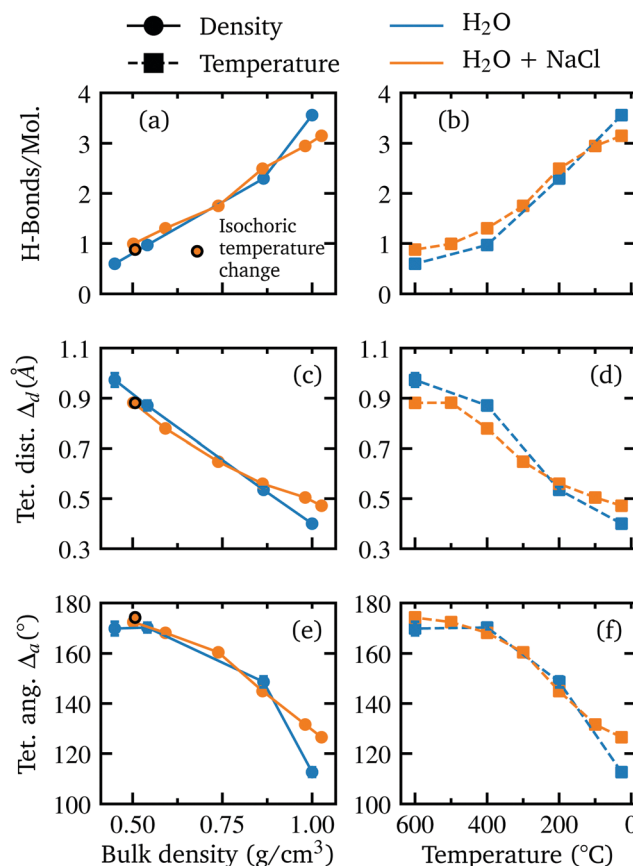 Density
H₂O
Temperature
H₂O + NaCl
(a)
(b)
H-Bonds/Mol.
4
3
2
1
0
4
3
2
1
0
Isochoric
temperature
change
(c)
(d)
Tet. dist. Δd(Å)
1.1
0.9
0.7
0.5
0.3
1.1
0.9
0.7
0.5
0.3
(e)
(f)
Tet. ang. Δa(°)
180
160
140
120
100
180
160
140
120
100
0.50 0.75 1.00
600 400 200 0
Bulk density (g/cm³)
Temperature (°C)